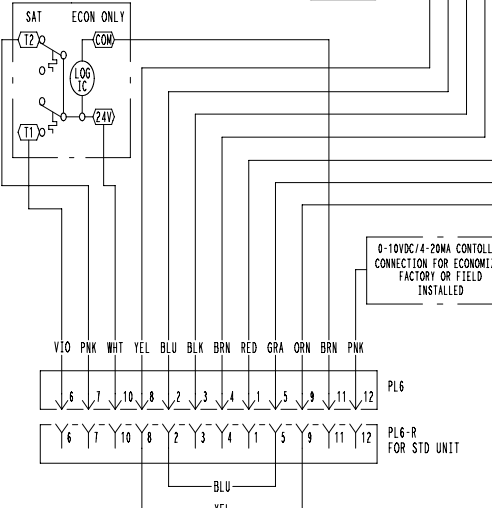 SAT ECON ONLY
T2 COM
LOG
IC
24V
T1
0-10VDC/4-20MA CONTOLL
CONNECTION FOR ECONOMI
FACTORY OR FIELD
INSTALLED
VIO PNK WHT YEL BLU BLK BRN RED GRA ORN BRN PNK
PL6
6 7 10 8 2 3 4 1 5 9 11 12
PL6-R
FOR STD UNIT
6 7 10 8 2 3 4 1 5 9 11 12
BLU
YEL